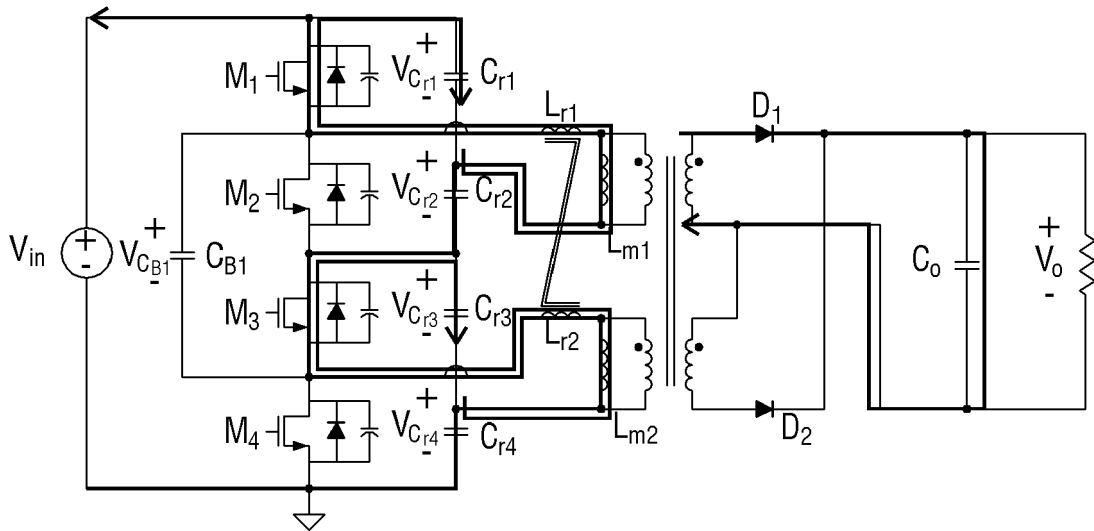 M1
+
VCr1
-
Cr1
Lr1
D1
M2
+
VCr2
-
Cr2
Lm1
Vin
+
-
+
VCB1
-
CB1
Co
+
Vo
-
M3
+
VCr3
-
Cr3
Lr2
M4
+
VCr4
-
Cr4
Lm2
D2